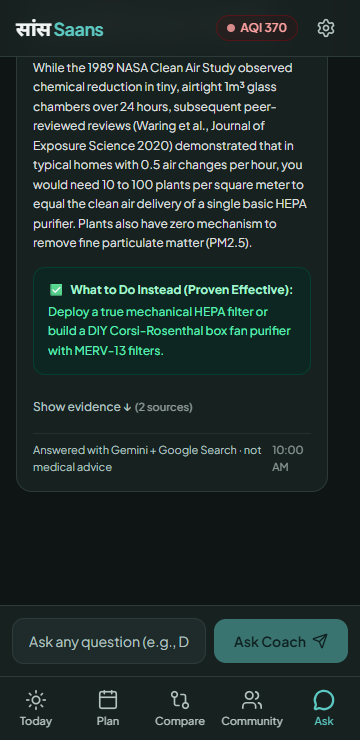 सांस Saans
AQI 370
While the 1989 NASA Clean Air Study observed
chemical reduction in tiny, airtight 1m³ glass
chambers over 24 hours, subsequent peer-
reviewed reviews (Waring et al., Journal of
Exposure Science 2020) demonstrated that in
typical homes with 0.5 air changes per hour, you
would need 10 to 100 plants per square meter to
equal the clean air delivery of a single basic HEPA
purifier. Plants also have zero mechanism to
remove fine particulate matter (PM2.5).
✅ What to Do Instead (Proven Effective):
Deploy a true mechanical HEPA filter or
build a DIY Corsi-Rosenthal box fan purifier
with MERV-13 filters.
Show evidence ↓ (2 sources)
Answered with Gemini + Google Search · not
medical advice
10:00
AM
Ask any question (e.g., D
Ask Coach
Today
Plan
Compare
Community
Ask